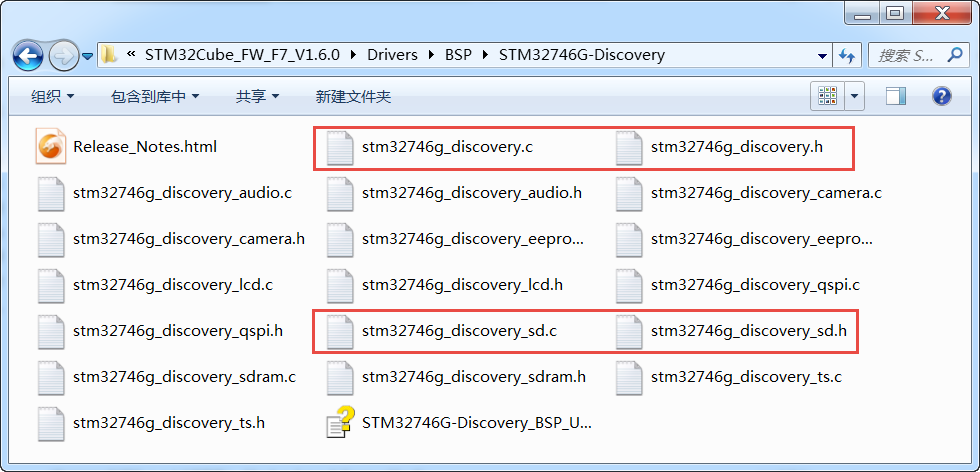 « STM32Cube_FW_F7_V1.6.0 Drivers BSP STM32746G-Discovery 搜索 S...
组织 包含到库中 共享 新建文件夹
Release_Notes.html stm32746g_discovery.c stm32746g_discovery.h
stm32746g_discovery_audio.c stm32746g_discovery_audio.h stm32746g_discovery_camera.c
stm32746g_discovery_camera.h stm32746g_discovery_eepro... stm32746g_discovery_eepro...
stm32746g_discovery_lcd.c stm32746g_discovery_lcd.h stm32746g_discovery_qspi.c
stm32746g_discovery_qspi.h stm32746g_discovery_sd.c stm32746g_discovery_sd.h
stm32746g_discovery_sdram.c stm32746g_discovery_sdram.h stm32746g_discovery_ts.c
stm32746g_discovery_ts.h STM32746G-Discovery_BSP_U...